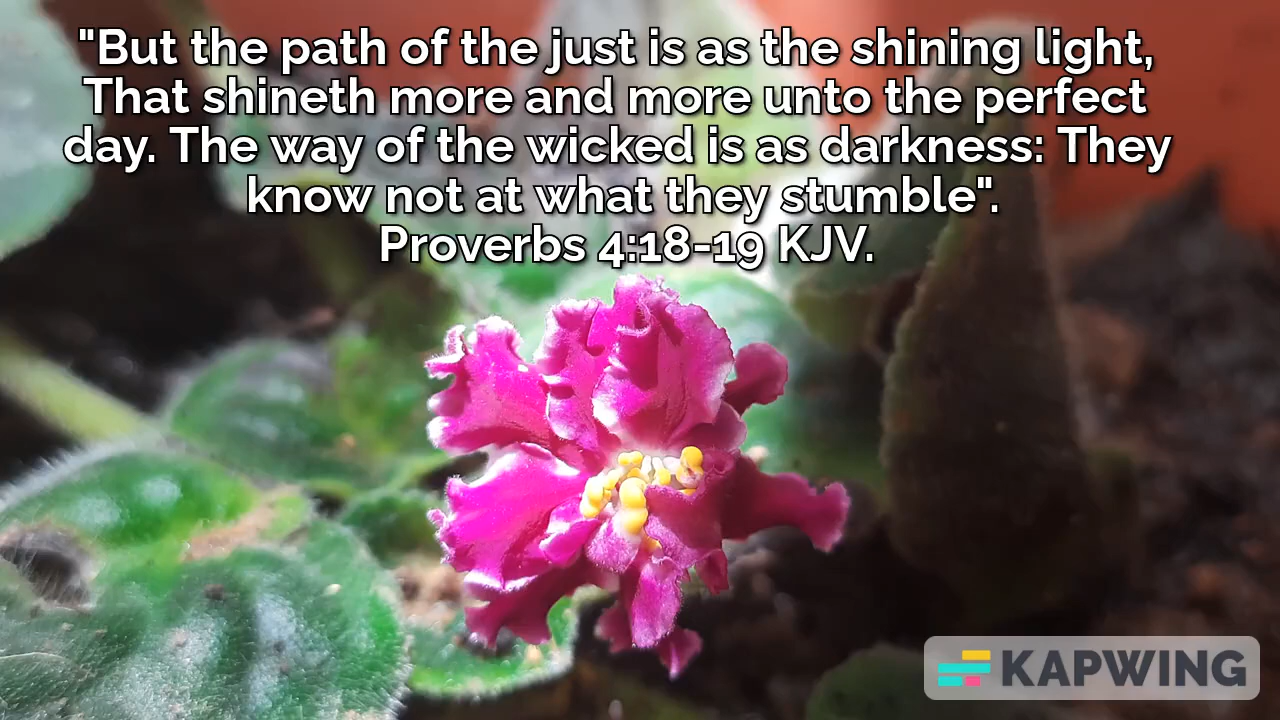 "But the path of the just is as the shining light,
That shineth more and more unto the perfect
day. The way of the wicked is as darkness: They
know not at what they stumble".
Proverbs 4:18-19 KJV.
KAPWING